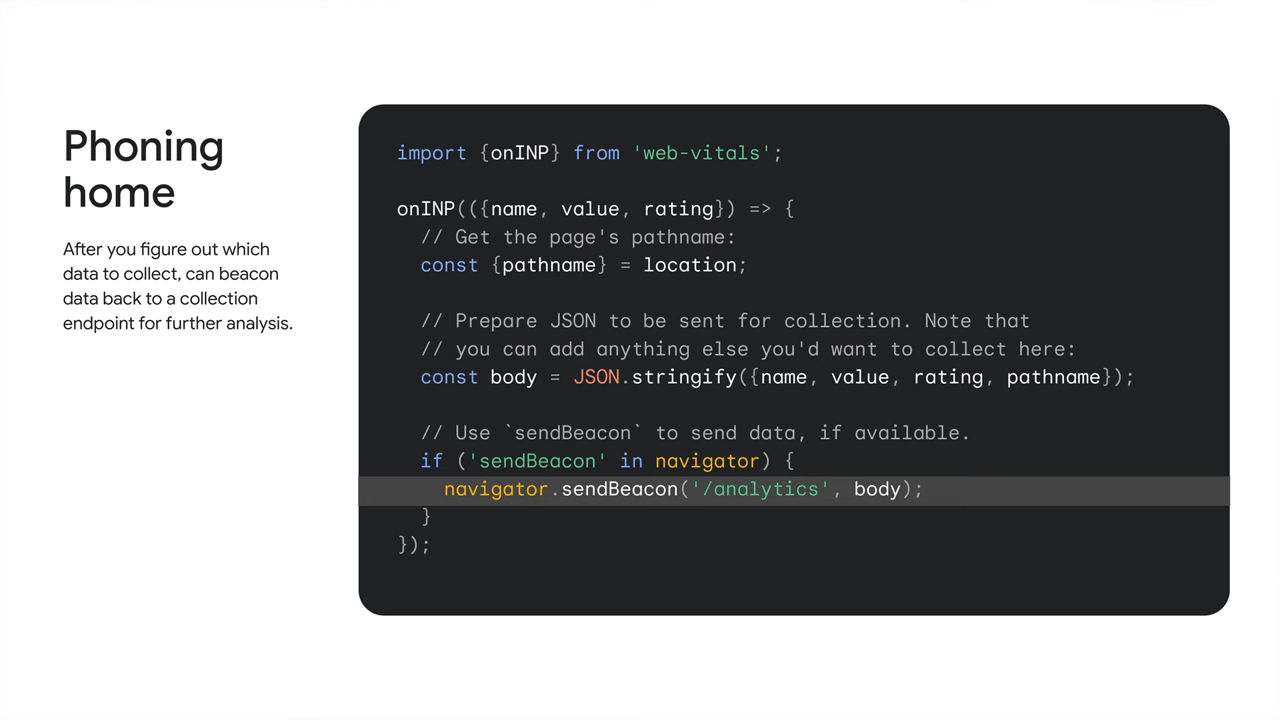 Phoning
home
After you figure out which
data to collect, can beacon
data back to a collection
endpoint for further analysis.
import {onINP} from 'web-vitals';
onINP(({name, value, rating}) => {
  // Get the page's pathname:
  const {pathname} = location;
  // Prepare JSON to be sent for collection. Note that
  // you can add anything else you'd want to collect here:
  const body = JSON.stringify({name, value, rating, pathname});
  // Use `sendBeacon` to send data, if available.
  if ('sendBeacon' in navigator) {
    navigator.sendBeacon('/analytics', body);
  }
});